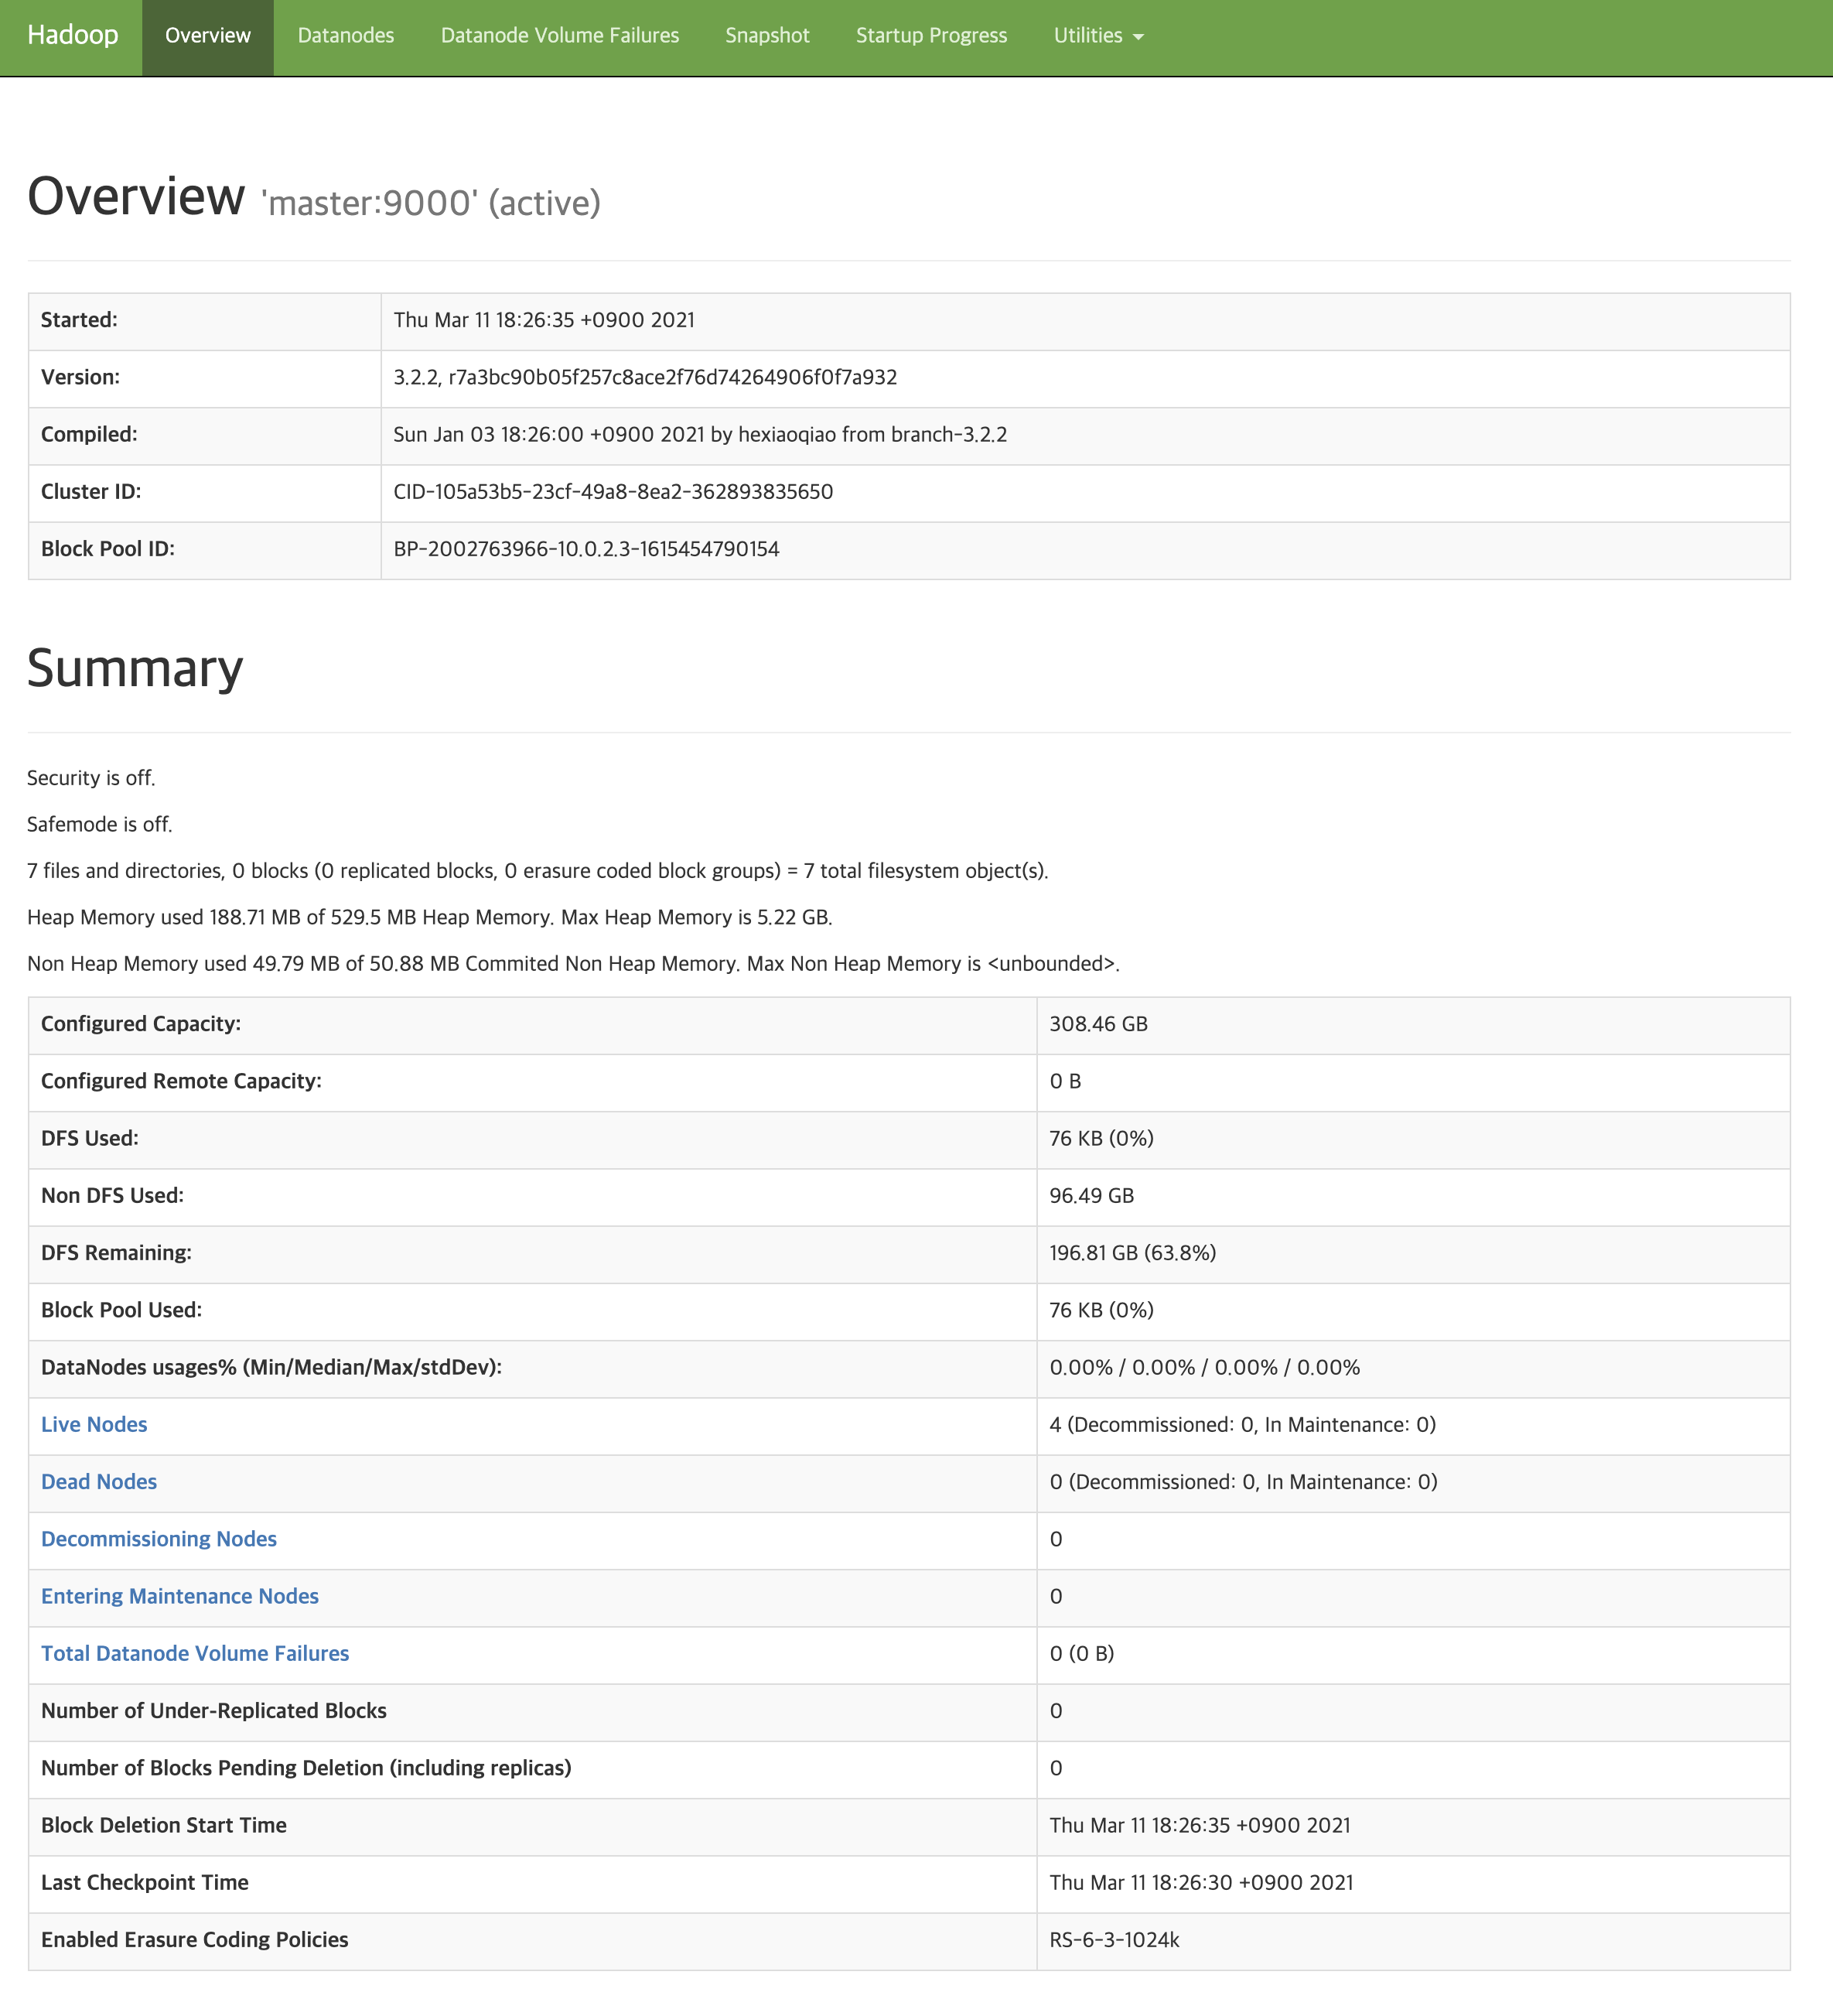 Hadoop Overview Datanodes Datanode Volume Failures Snapshot Startup Progress Utilities
Overview 'master:9000' (active)
Started: Thu Mar 11 18:26:35 +0900 2021
Version: 3.2.2, r7a3bc90b05f257c8ace2f76d74264906f0f7a932
Compiled: Sun Jan 03 18:26:00 +0900 2021 by hexiaoqiao from branch-3.2.2
Cluster ID: CID-105a53b5-23cf-49a8-8ea2-362893835650
Block Pool ID: BP-2002763966-10.0.2.3-1615454790154
Summary
Security is off.
Safemode is off.
7 files and directories, 0 blocks (0 replicated blocks, 0 erasure coded block groups) = 7 total filesystem object(s).
Heap Memory used 188.71 MB of 529.5 MB Heap Memory. Max Heap Memory is 5.22 GB.
Non Heap Memory used 49.79 MB of 50.88 MB Commited Non Heap Memory. Max Non Heap Memory is <unbounded>.
Configured Capacity: 308.46 GB
Configured Remote Capacity: 0 B
DFS Used: 76 KB (0%)
Non DFS Used: 96.49 GB
DFS Remaining: 196.81 GB (63.8%)
Block Pool Used: 76 KB (0%)
DataNodes usages% (Min/Median/Max/stdDev): 0.00% / 0.00% / 0.00% / 0.00%
Live Nodes 4 (Decommissioned: 0, In Maintenance: 0)
Dead Nodes 0 (Decommissioned: 0, In Maintenance: 0)
Decommissioning Nodes 0
Entering Maintenance Nodes 0
Total Datanode Volume Failures 0 (0 B)
Number of Under-Replicated Blocks 0
Number of Blocks Pending Deletion (including replicas) 0
Block Deletion Start Time Thu Mar 11 18:26:35 +0900 2021
Last Checkpoint Time Thu Mar 11 18:26:30 +0900 2021
Enabled Erasure Coding Policies RS-6-3-1024k